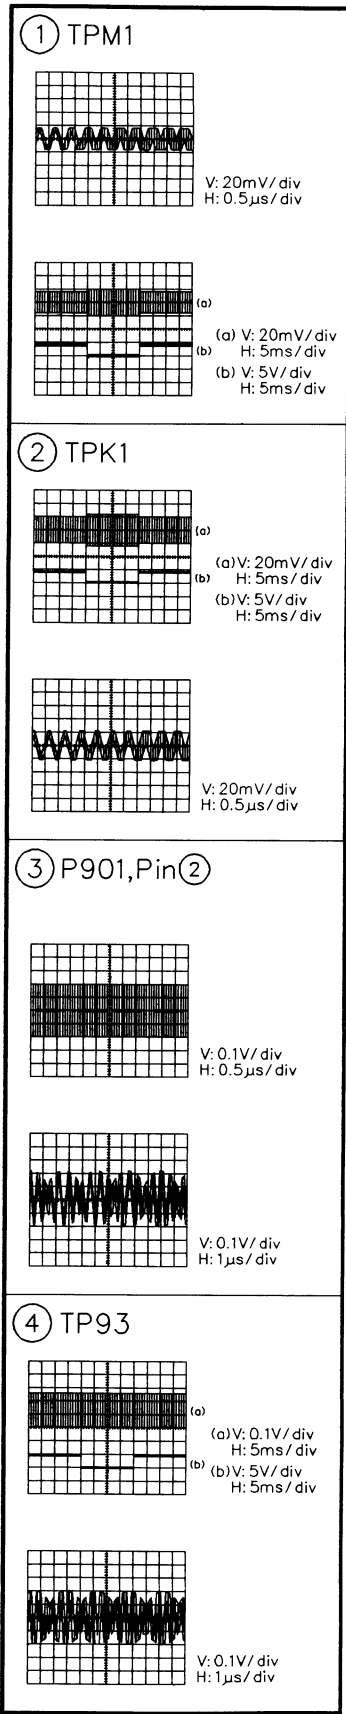 ① TPM1
V: 20mV/div
H: 0.5µs/div
(a)
(b)
(a) V: 20mV/div
H: 5ms/div
(b) V: 5V/div
H: 5ms/div
② TPK1
(a)
(b)
(a)V: 20mV/div
H: 5ms/div
(b)V: 5V/div
H: 5ms/div
V: 20mV/div
H: 0.5µs/div
③ P901,Pin②
V: 0.1V/div
H: 0.5µs/div
V: 0.1V/div
H: 1µs/div
④ TP93
(a)
(b)
(a)V: 0.1V/div
H: 5ms/div
(b)V: 5V/div
H: 5ms/div
V: 0.1V/div
H: 1µs/div